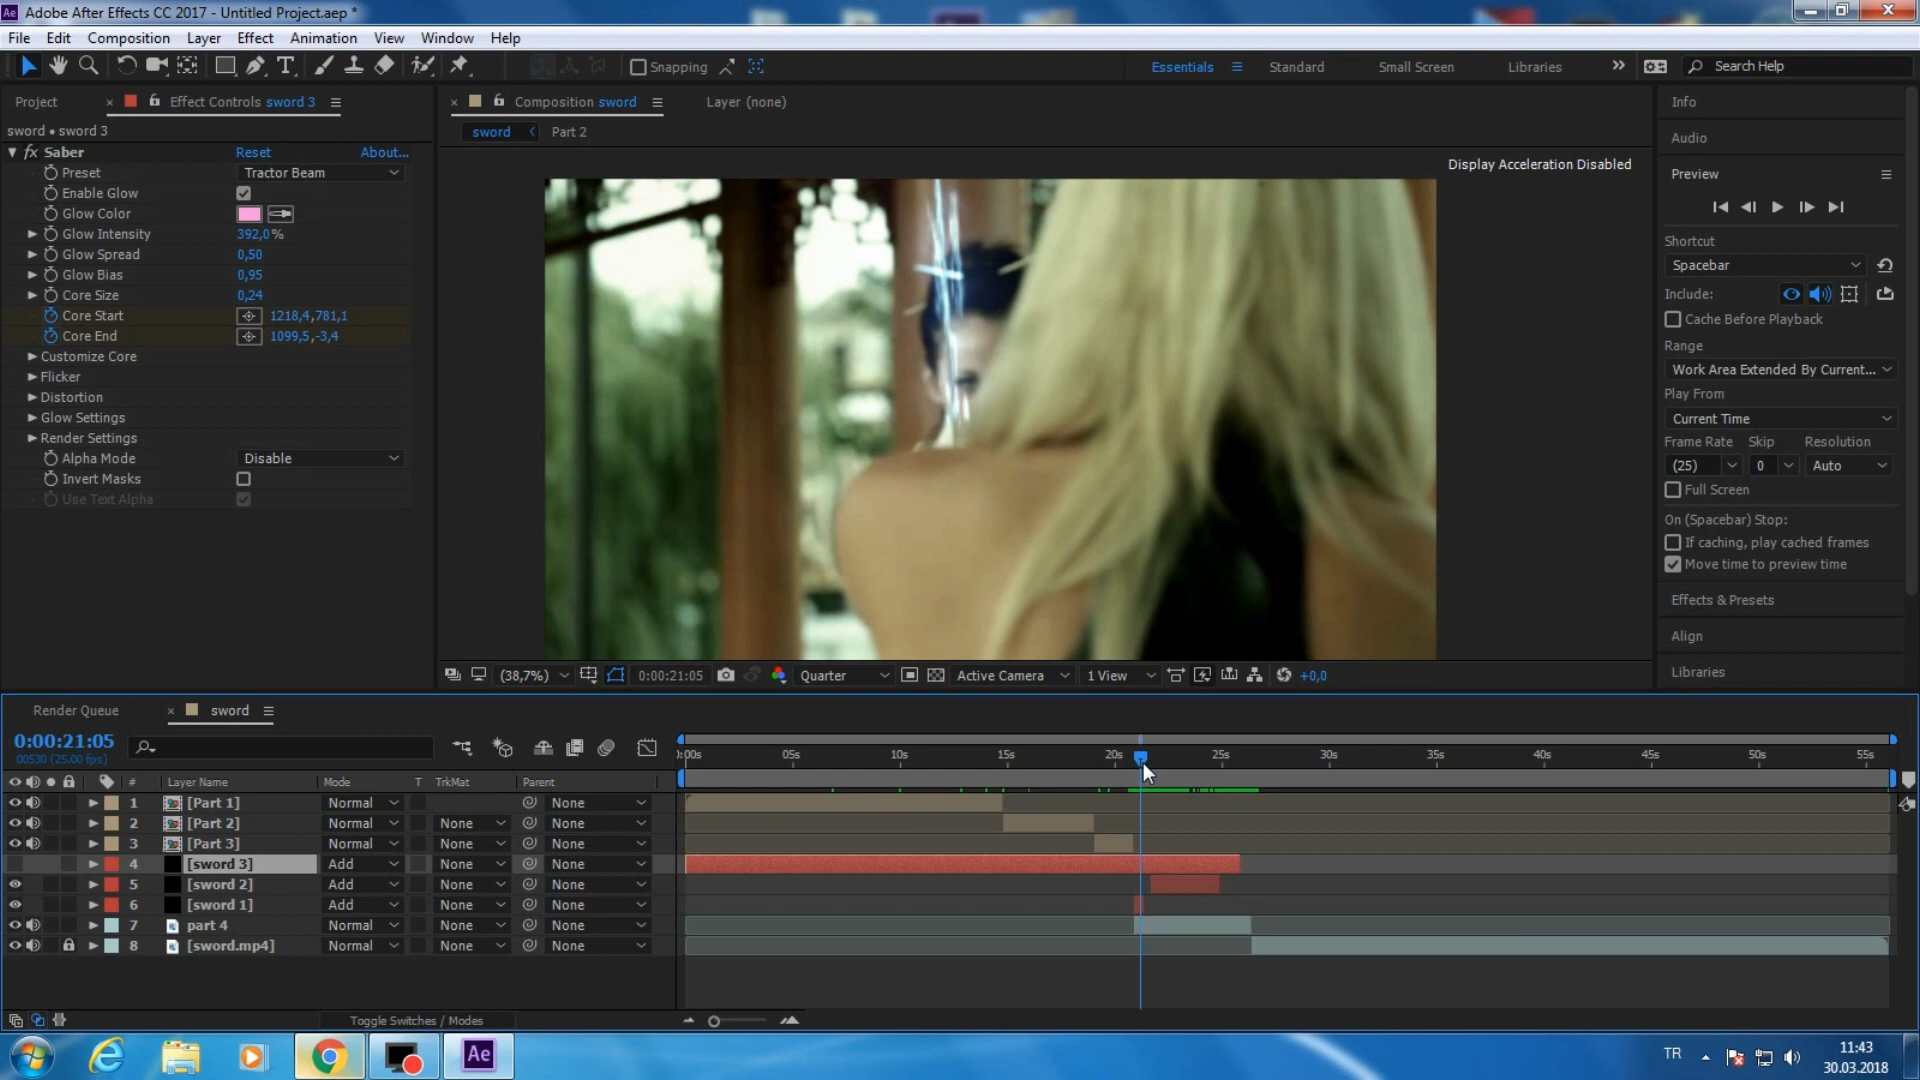 Adobe After Effects CC 2017 - Untitled Project.aep *
File Edit Composition Layer Effect Animation View Window Help
Snapping
Essentials Standard Small Screen Libraries Search Help
Project Effect Controls sword 3
sword • sword 3
fx Saber Reset About...
Preset Tractor Beam
Enable Glow
Glow Color
Glow Intensity 392,0%
Glow Spread 0,50
Glow Bias 0,95
Core Size 0,24
Core Start 1218,4,781,1
Core End 1099,5,-3,4
Customize Core
Flicker
Distortion
Glow Settings
Render Settings
Alpha Mode Disable
Invert Masks
Use Text Alpha
Composition sword Layer (none)
sword Part 2
Display Acceleration Disabled
(38,7%) 0:00:21:05 Quarter Active Camera 1 View +0,0
Info
Audio
Preview
Shortcut
Spacebar
Include:
Cache Before Playback
Range
Work Area Extended By Current...
Play From
Current Time
Frame Rate Skip Resolution
(25) 0 Auto
Full Screen
On (Spacebar) Stop:
If caching, play cached frames
Move time to preview time
Effects & Presets
Align
Libraries
Render Queue sword
0:00:21:05
00530 (25.00 fps)
:00s 05s 10s 15s 20s 25s 30s 35s 40s 45s 50s 55s
# Layer Name Mode T TrkMat Parent
1 [Part 1] Normal None
2 [Part 2] Normal None None
3 [Part 3] Normal None None
4 [sword 3] Add None None
5 [sword 2] Add None None
6 [sword 1] Add None None
7 part 4 Normal None None
8 [sword.mp4] Normal None None
Toggle Switches / Modes
Ae
TR
11:43
30.03.2018